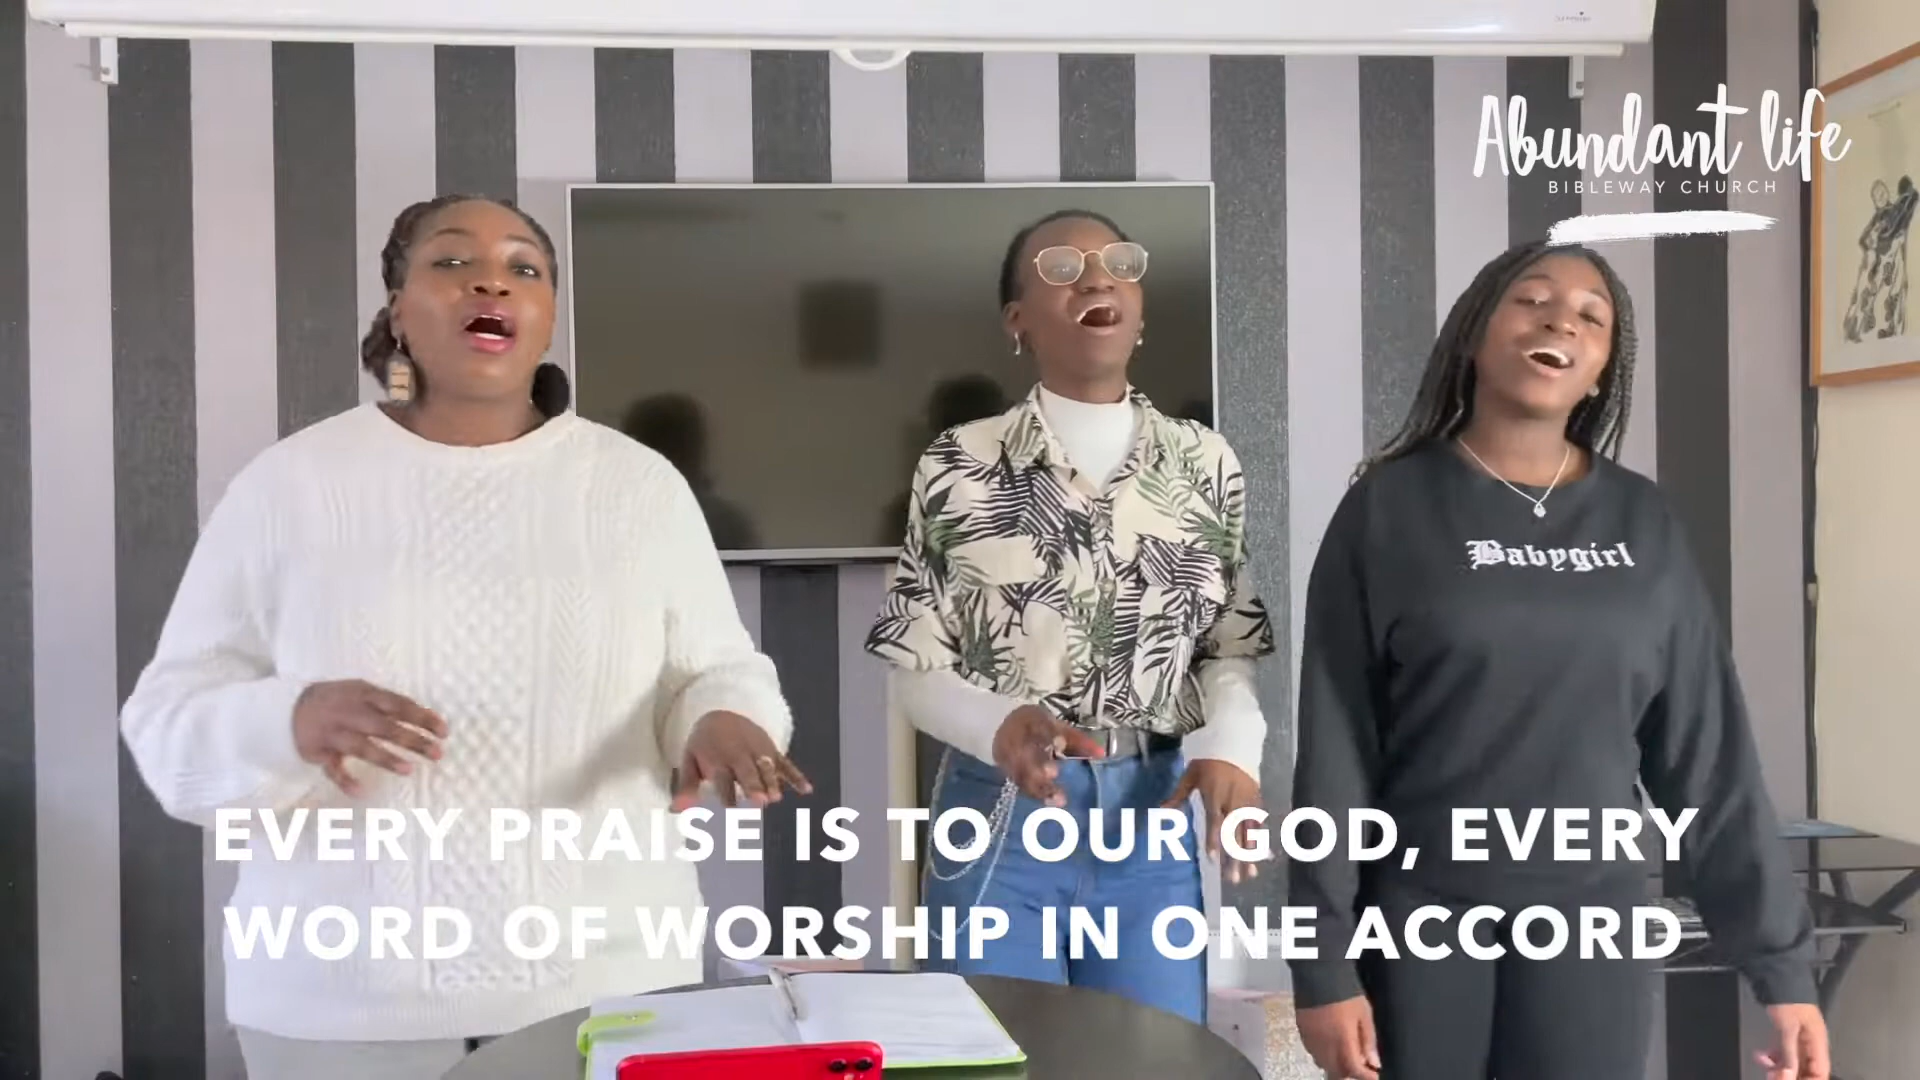 Abundant life
BIBLEWAY CHURCH
Babygirl
EVERY PRAISE IS TO OUR GOD, EVERY
WORD OF WORSHIP IN ONE ACCORD